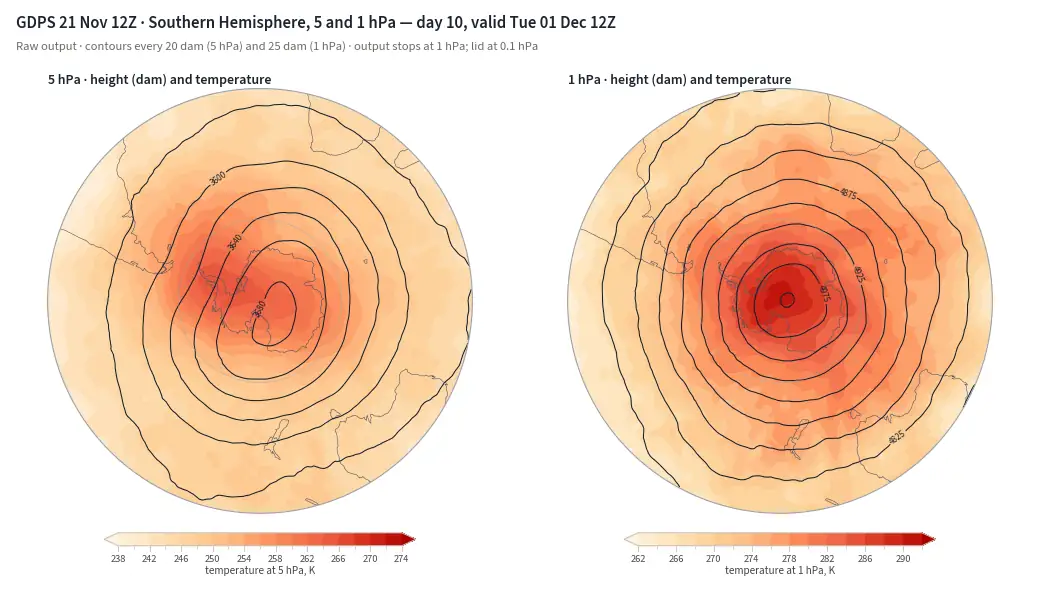 GDPS 21 Nov 12Z · Southern Hemisphere, 5 and 1 hPa — day 10, valid Tue 01 Dec 12Z
Raw output · contours every 20 dam (5 hPa) and 25 dam (1 hPa) · output stops at 1 hPa; lid at 0.1 hPa
5 hPa · height (dam) and temperature
1 hPa · height (dam) and temperature
3600
3640
3680
4875
4925
4975
4825
238 242 246 250 254 258 262 266 270 274
temperature at 5 hPa, K
262 266 270 274 278 282 286 290
temperature at 1 hPa, K